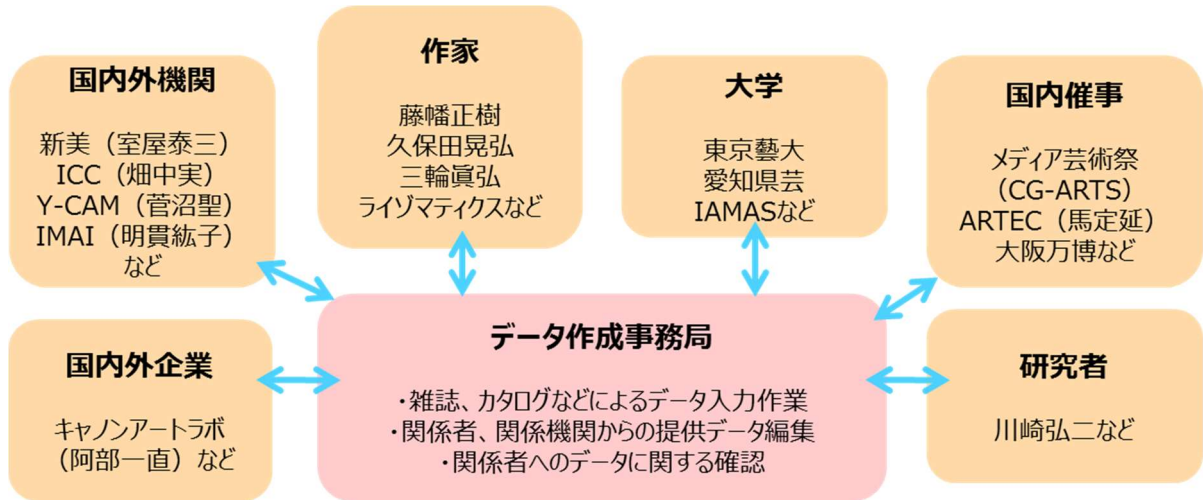 国内外機関
新美（室屋泰三）
ICC（畑中実）
Y-CAM（菅沼聖）
IMAI（明貫紘子）
など
作家
藤幡正樹
久保田晃弘
三輪眞弘
ライゾマティクスなど
大学
東京藝大
愛知県芸
IAMASなど
国内催事
メディア芸術祭
（CG-ARTS）
ARTEC（馬定延）
大阪万博など
国内外企業
キャノンアートラボ
（阿部一直）など
データ作成事務局
・雑誌、カタログなどによるデータ入力作業
・関係者、関係機関からの提供データ編集
・関係者へのデータに関する確認
研究者
川崎弘二など